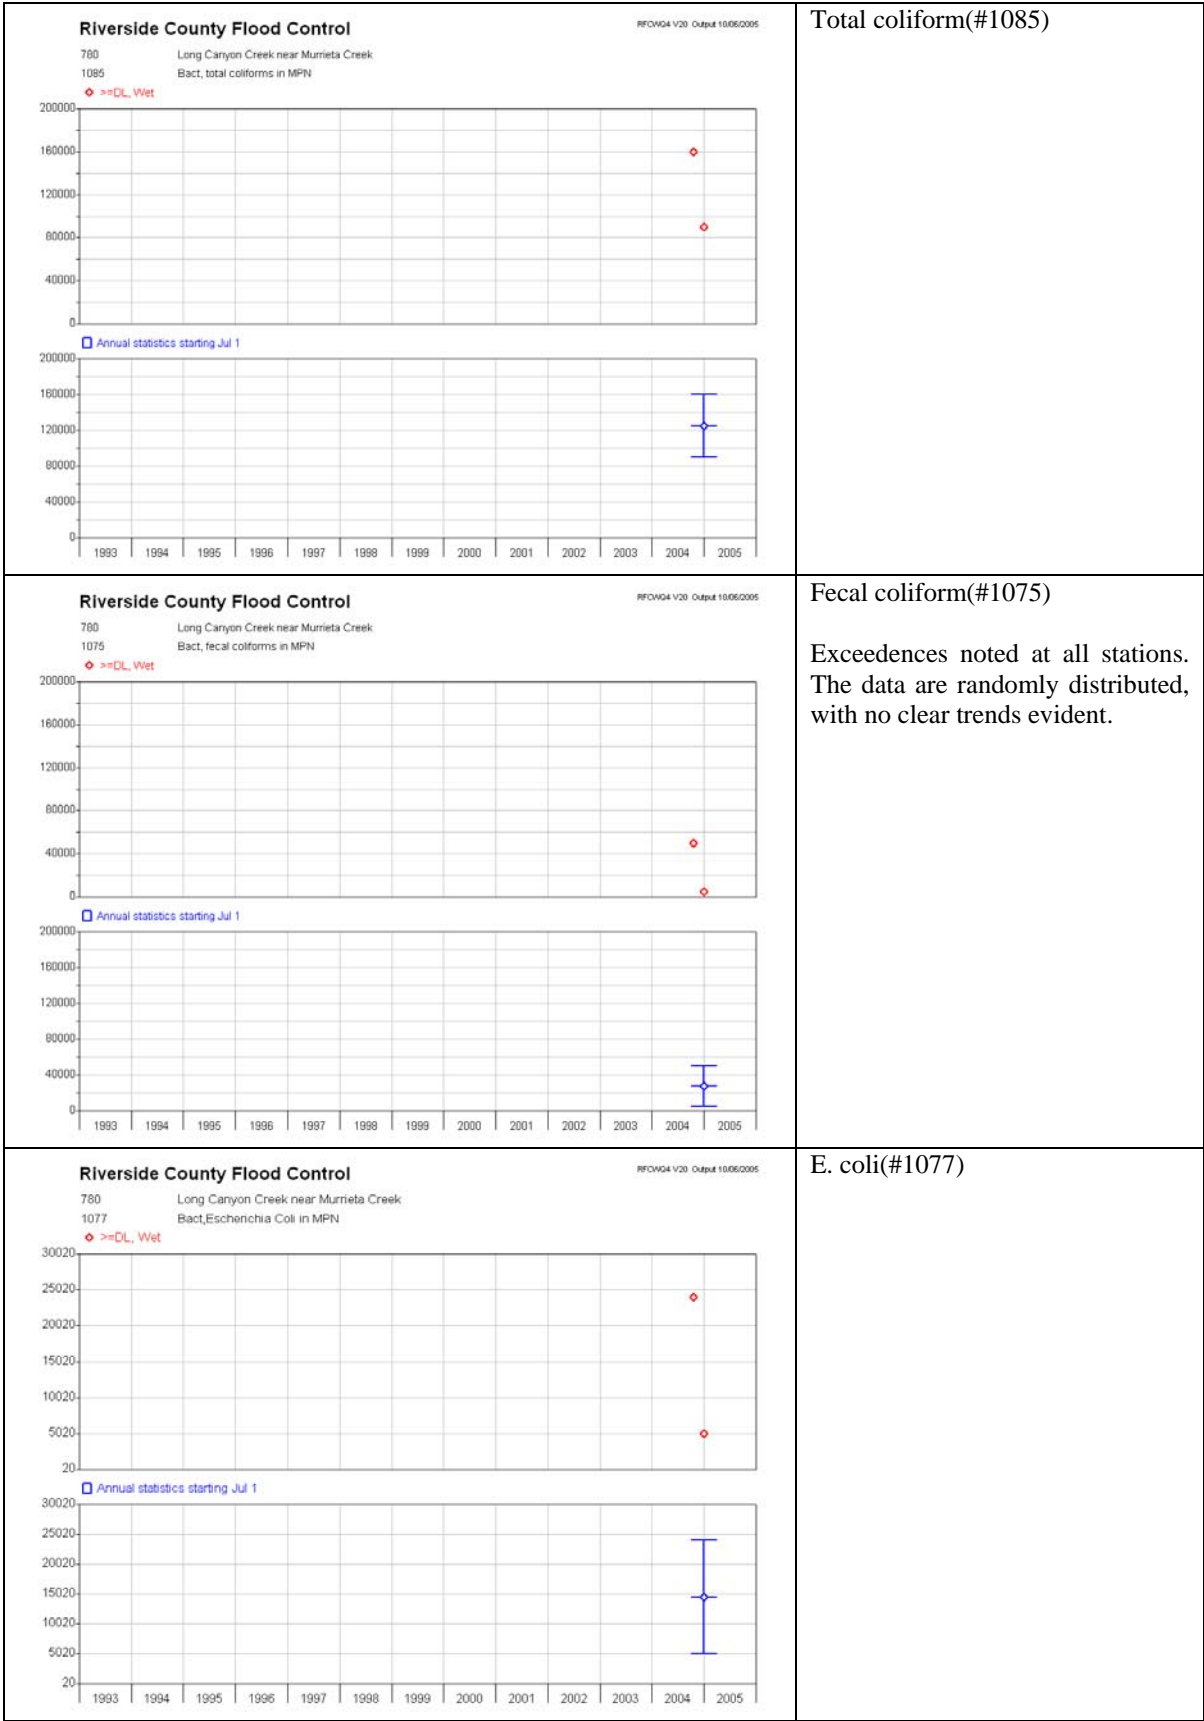 Riverside County Flood Control
RFCWQ4 V20 Output 10/06/2005
780 Long Canyon Creek near Murrieta Creek
1085 Bact, total coliforms in MPN
>=DL, Wet
200000
160000
120000
80000
40000
0
Annual statistics starting Jul 1
200000
160000
120000
80000
40000
0
1993 1994 1995 1996 1997 1998 1999 2000 2001 2002 2003 2004 2005
Total coliform(#1085)
Riverside County Flood Control
RFCWQ4 V20 Output 10/06/2005
780 Long Canyon Creek near Murrieta Creek
1075 Bact, fecal coliforms in MPN
>=DL, Wet
200000
160000
120000
80000
40000
0
Annual statistics starting Jul 1
200000
160000
120000
80000
40000
0
1993 1994 1995 1996 1997 1998 1999 2000 2001 2002 2003 2004 2005
Fecal coliform(#1075)
Exceedences noted at all stations.
The data are randomly distributed,
with no clear trends evident.
Riverside County Flood Control
RFCWQ4 V20 Output 10/06/2005
780 Long Canyon Creek near Murrieta Creek
1077 Bact,Escherichia Coli in MPN
>=DL, Wet
30020
25020
20020
15020
10020
5020
20
Annual statistics starting Jul 1
30020
25020
20020
15020
10020
5020
20
1993 1994 1995 1996 1997 1998 1999 2000 2001 2002 2003 2004 2005
E. coli(#1077)